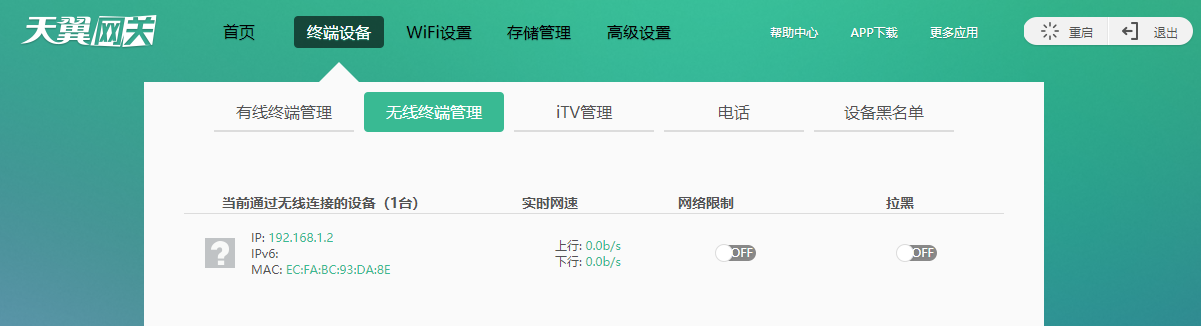 天翼网关 首页 终端设备 WiFi设置 存储管理 高级设置 帮助中心 APP下载 更多应用 重启 退出
有线终端管理 无线终端管理 iTV管理 电话 设备黑名单
当前通过无线连接的设备（1台） 实时网速 网络限制 拉黑
IP: 192.168.1.2
IPv6:
MAC: EC:FA:BC:93:DA:8E
上行: 0.0b/s
下行: 0.0b/s
OFF OFF